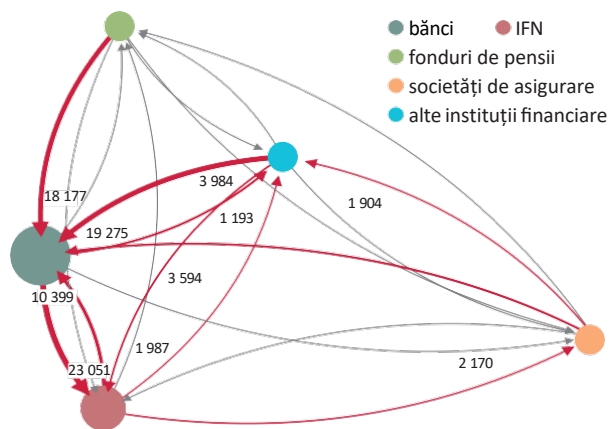 bănci
IFN
fonduri de pensii
societăți de asigurare
alte instituții financiare
3 984
18 177
1 904
1 193
19 275
3 594
10 399
1 987
2 170
23 051